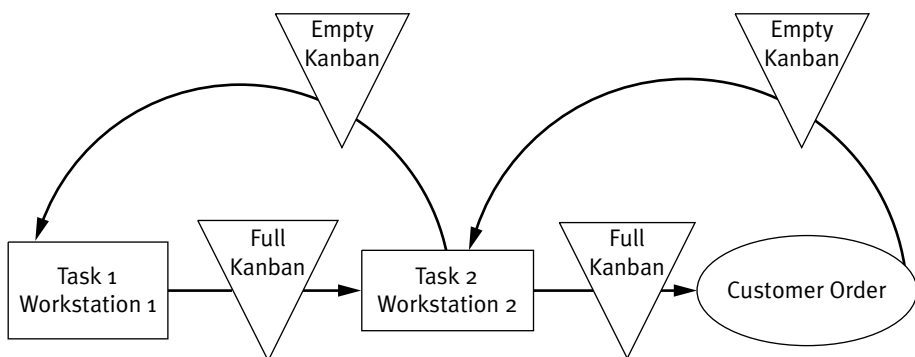 Empty
Kanban
Empty
Kanban
Task 1
Workstation 1
Full
Kanban
Task 2
Workstation 2
Full
Kanban
Customer Order